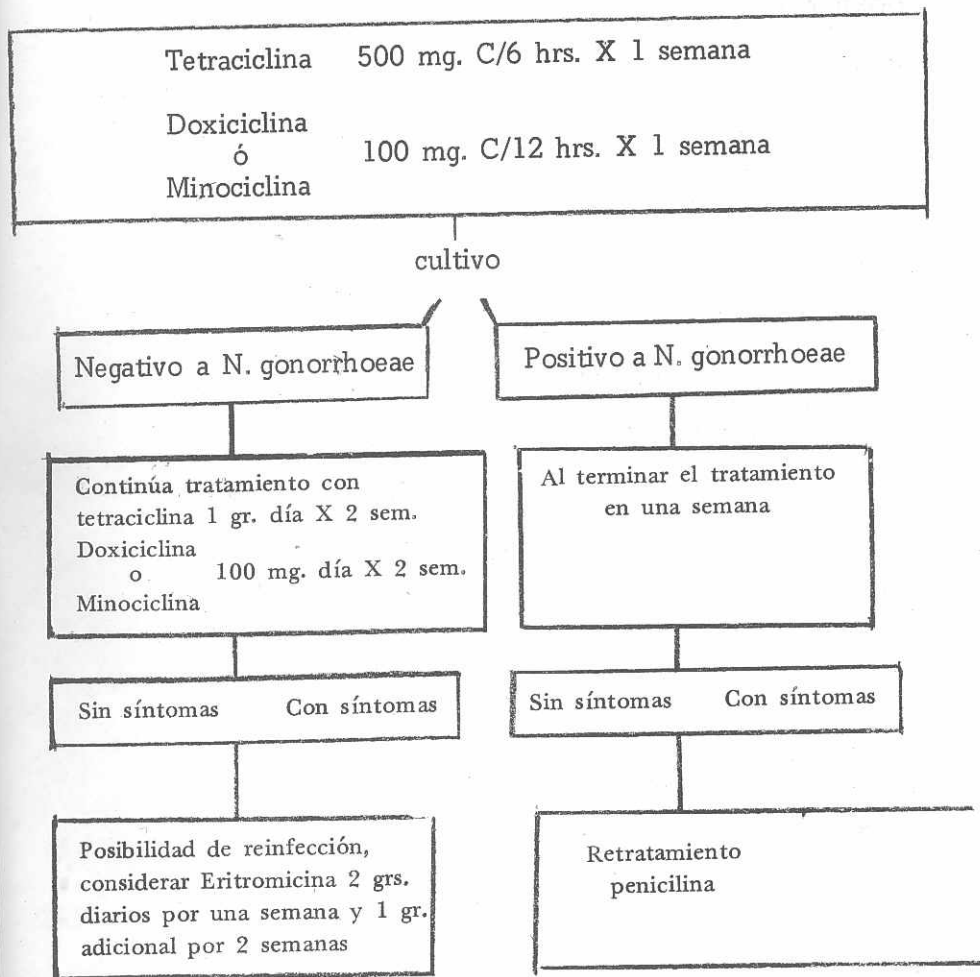 Tetraciclina 500 mg. C/6 hrs. X 1 semana
Doxiciclina
ó 100 mg. C/12 hrs. X 1 semana
Minociclina
cultivo
Negativo a N. gonorrhoeae
Positivo a N. gonorrhoeae
Continúa tratamiento con
tetraciclina 1 gr. día X 2 sem.
Doxiciclina
o 100 mg. día X 2 sem.
Minociclina
Al terminar el tratamiento
en una semana
Sin síntomas Con síntomas
Sin síntomas Con síntomas
Posibilidad de reinfección,
considerar Eritromicina 2 grs.
diarios por una semana y 1 gr.
adicional por 2 semanas
Retratamiento
penicilina